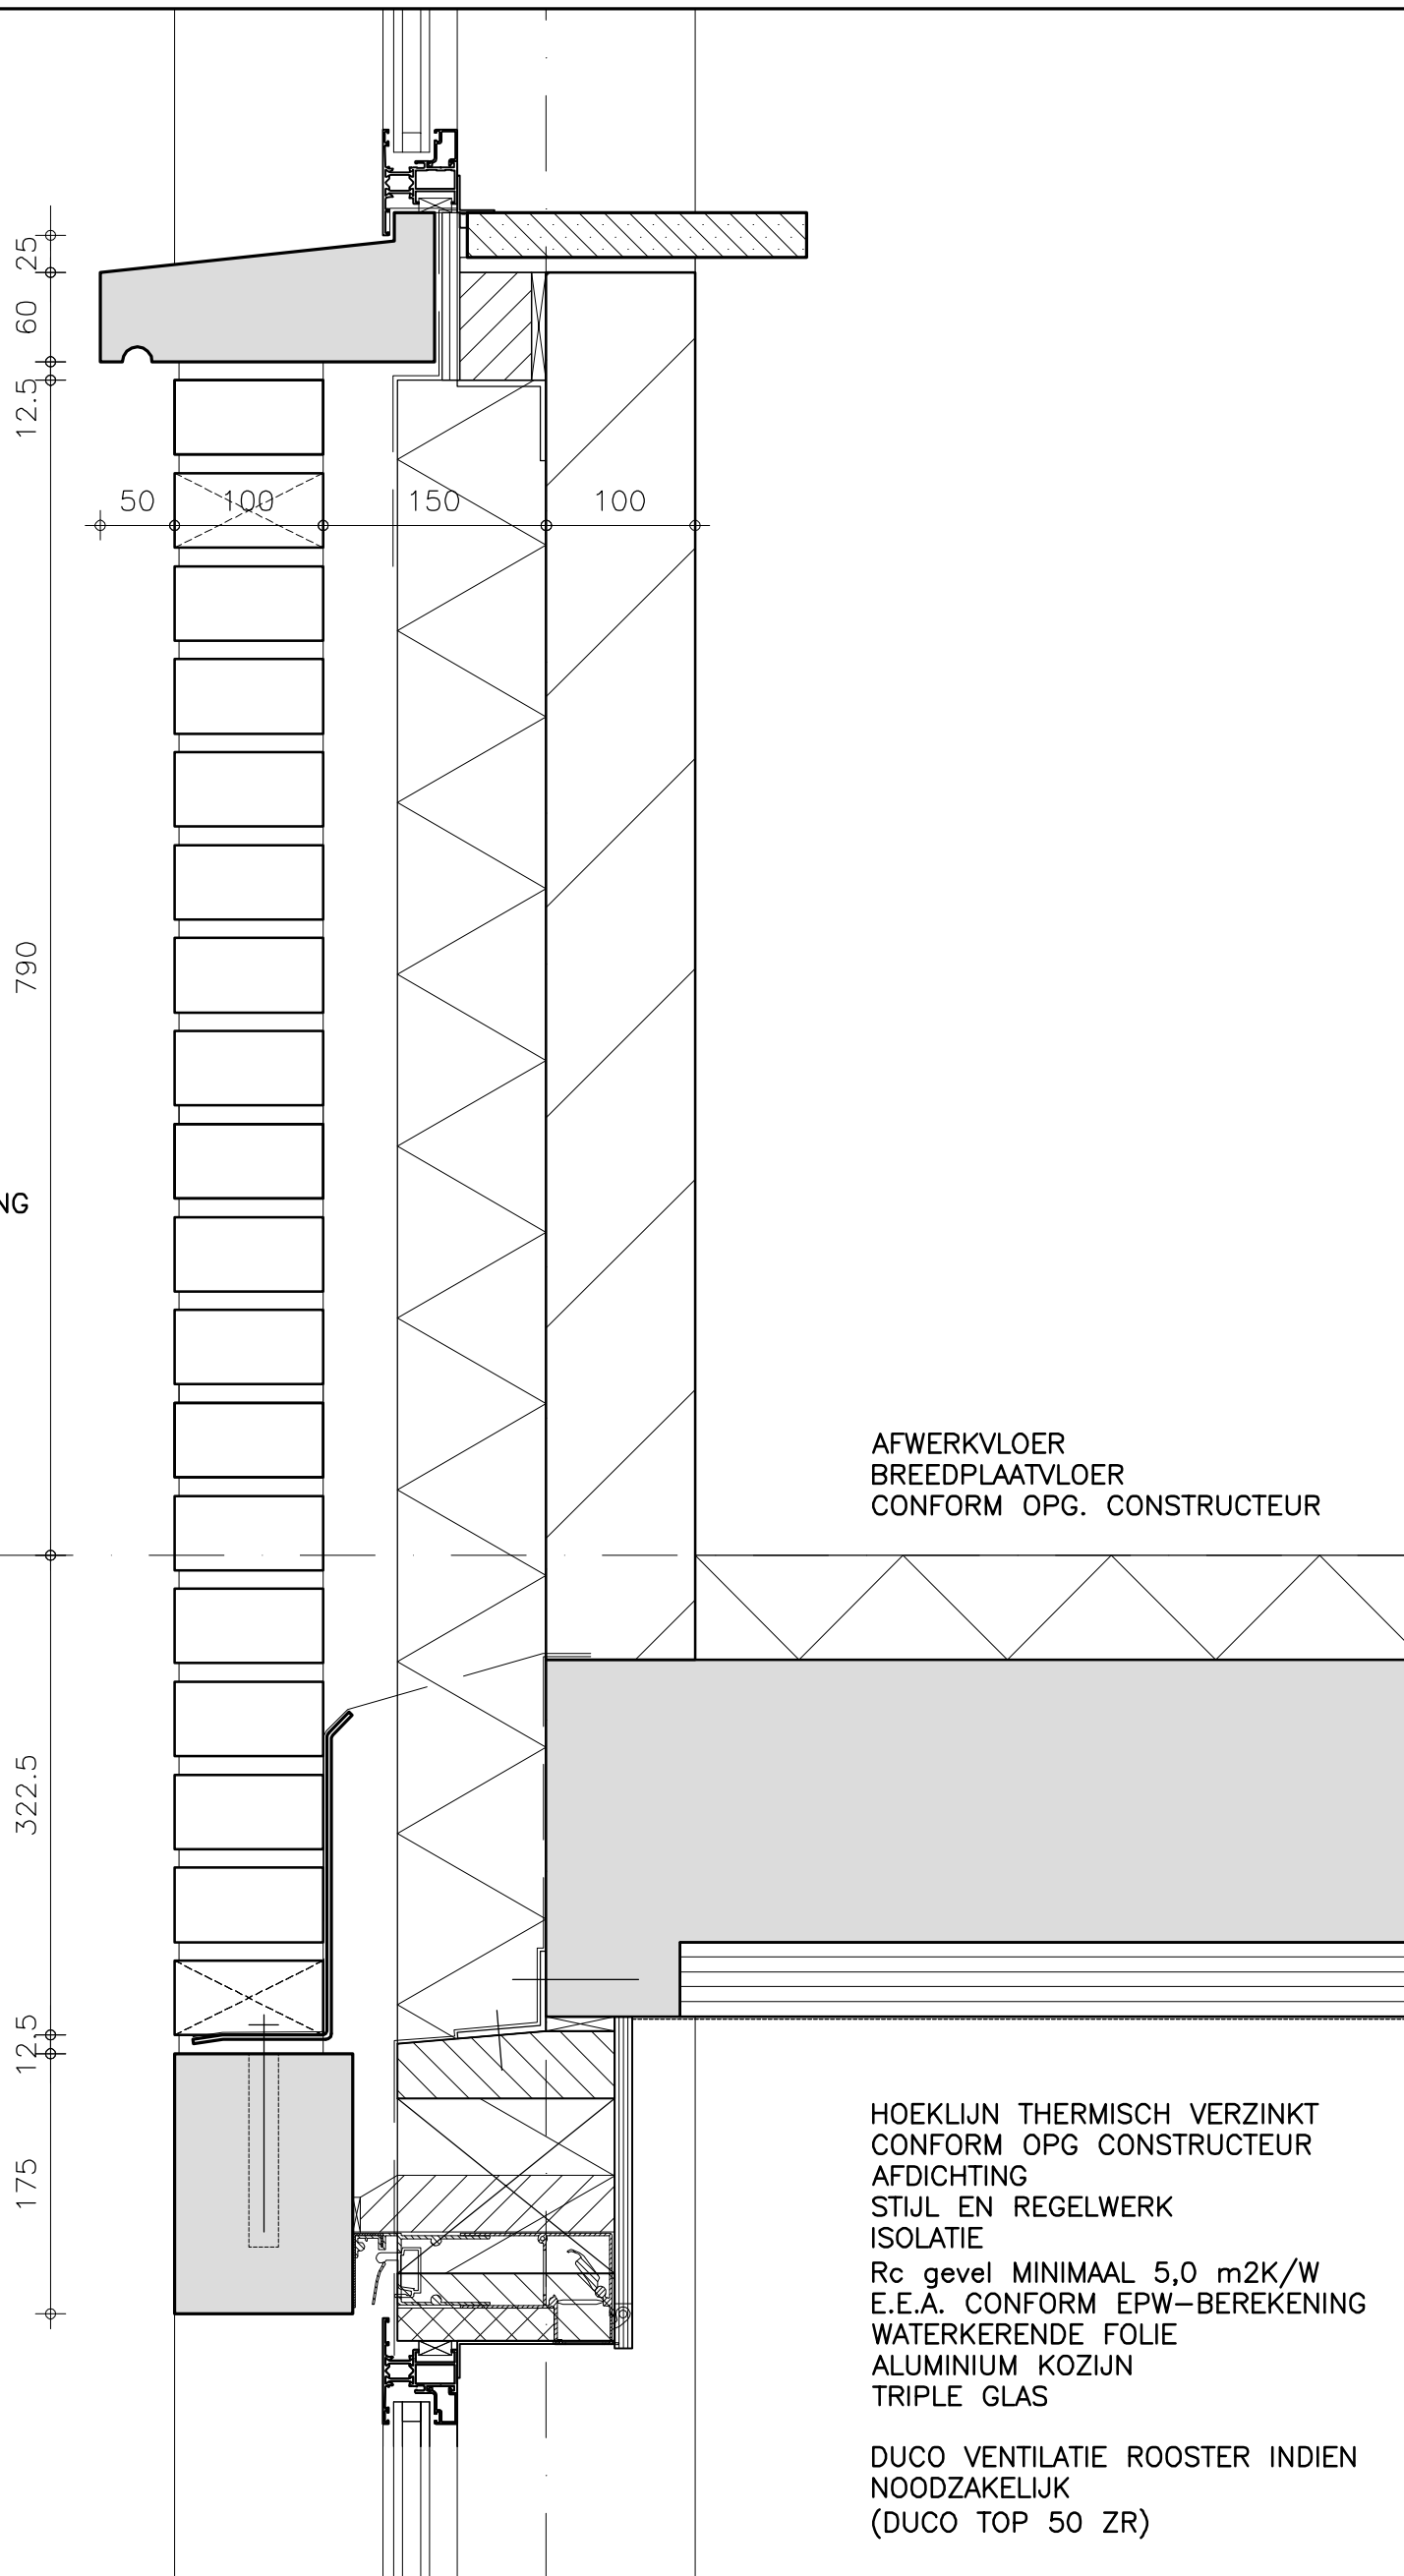 25
60
12.5
50 100 150 100
790
NG
AFWERKVLOER
BREEDPLAATVLOER
CONFORM OPG. CONSTRUCTEUR
322.5
12.5
175
HOEKLIJN THERMISCH VERZINKT
CONFORM OPG CONSTRUCTEUR
AFDICHTING
STIJL EN REGELWERK
ISOLATIE
Rc gevel MINIMAAL 5,0 m2K/W
E.E.A. CONFORM EPW-BEREKENING
WATERKERENDE FOLIE
ALUMINIUM KOZIJN
TRIPLE GLAS
DUCO VENTILATIE ROOSTER INDIEN
NOODZAKELIJK
(DUCO TOP 50 ZR)